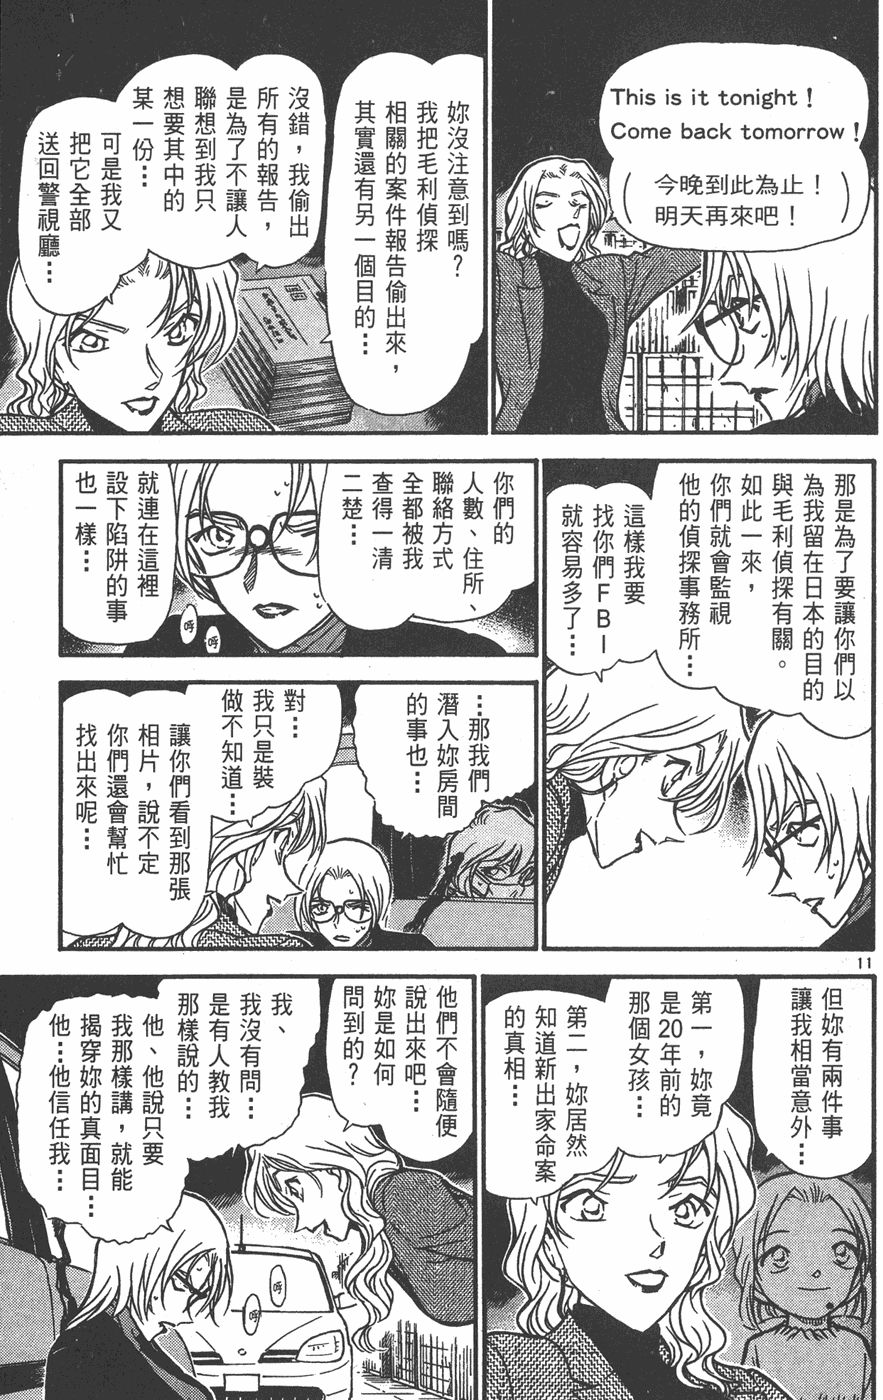 This is it tonight!
Come back tomorrow!
（今晚到此為止！
明天再來吧！）
妳沒注意到嗎？
我把毛利偵探
相關的案件報告偷出來，
其實還有另一個目的…
沒錯，我偷出
所有的報告，
是為了不讓人
聯想到我只
想要其中的
某一份…
可是我又
把它全部
送回警視廳…
那是為了要讓你們以
為我留在日本的目的
與毛利偵探有關。
如此一來，
你們就會監視
他的偵探事務所…
這樣我要
找你們FBI
就容易多了…
你們的
人數、住所、
聯絡方式
全都被我
查得一清
二楚…
就連在這裡
設下陷阱的事
也一樣…
呼
呼
…那我們
潛入妳房間
的事也…
對…
我只是裝
做不知道…
讓你們看到那張
相片，說不定
你們還會幫忙
找出來呢…
11
但妳有兩件事
讓我相當意外…
第一，妳竟
是20年前的
那個女孩…
第二，妳居然
知道新出家命案
的真相…
他們不會隨便
說出來吧…
妳是如何
問到的？
我、
我沒有問…
是有人教我
那樣說的…
他、他說只要
我那樣講，就能
揭穿妳的真面目…
他…他信任我…
呼
呼